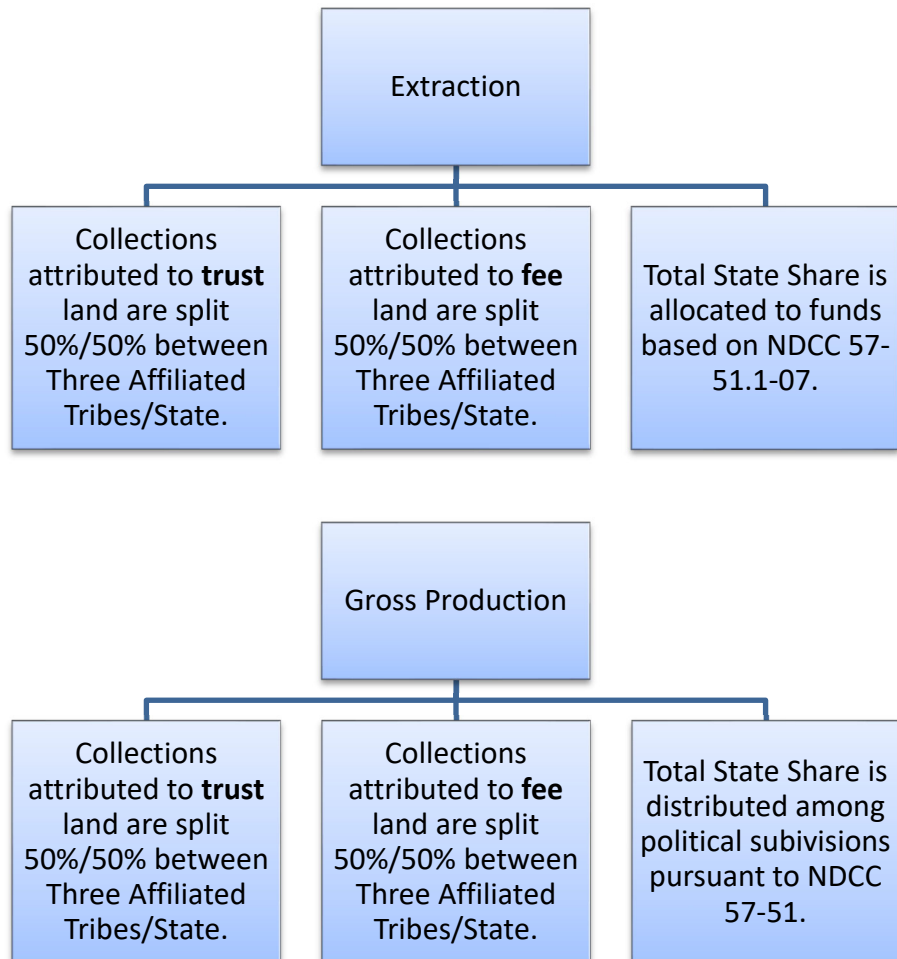 Extraction
Collections
attributed to trust
land are split
50%/50% between
Three Affiliated
Tribes/State.
Collections
attributed to fee
land are split
50%/50% between
Three Affiliated
Tribes/State.
Total State Share is
allocated to funds
based on NDCC 57-
51.1-07.
Gross Production
Collections
attributed to trust
land are split
50%/50% between
Three Affiliated
Tribes/State.
Collections
attributed to fee
land are split
50%/50% between
Three Affiliated
Tribes/State.
Total State Share is
distributed among
political subivisions
pursuant to NDCC
57-51.